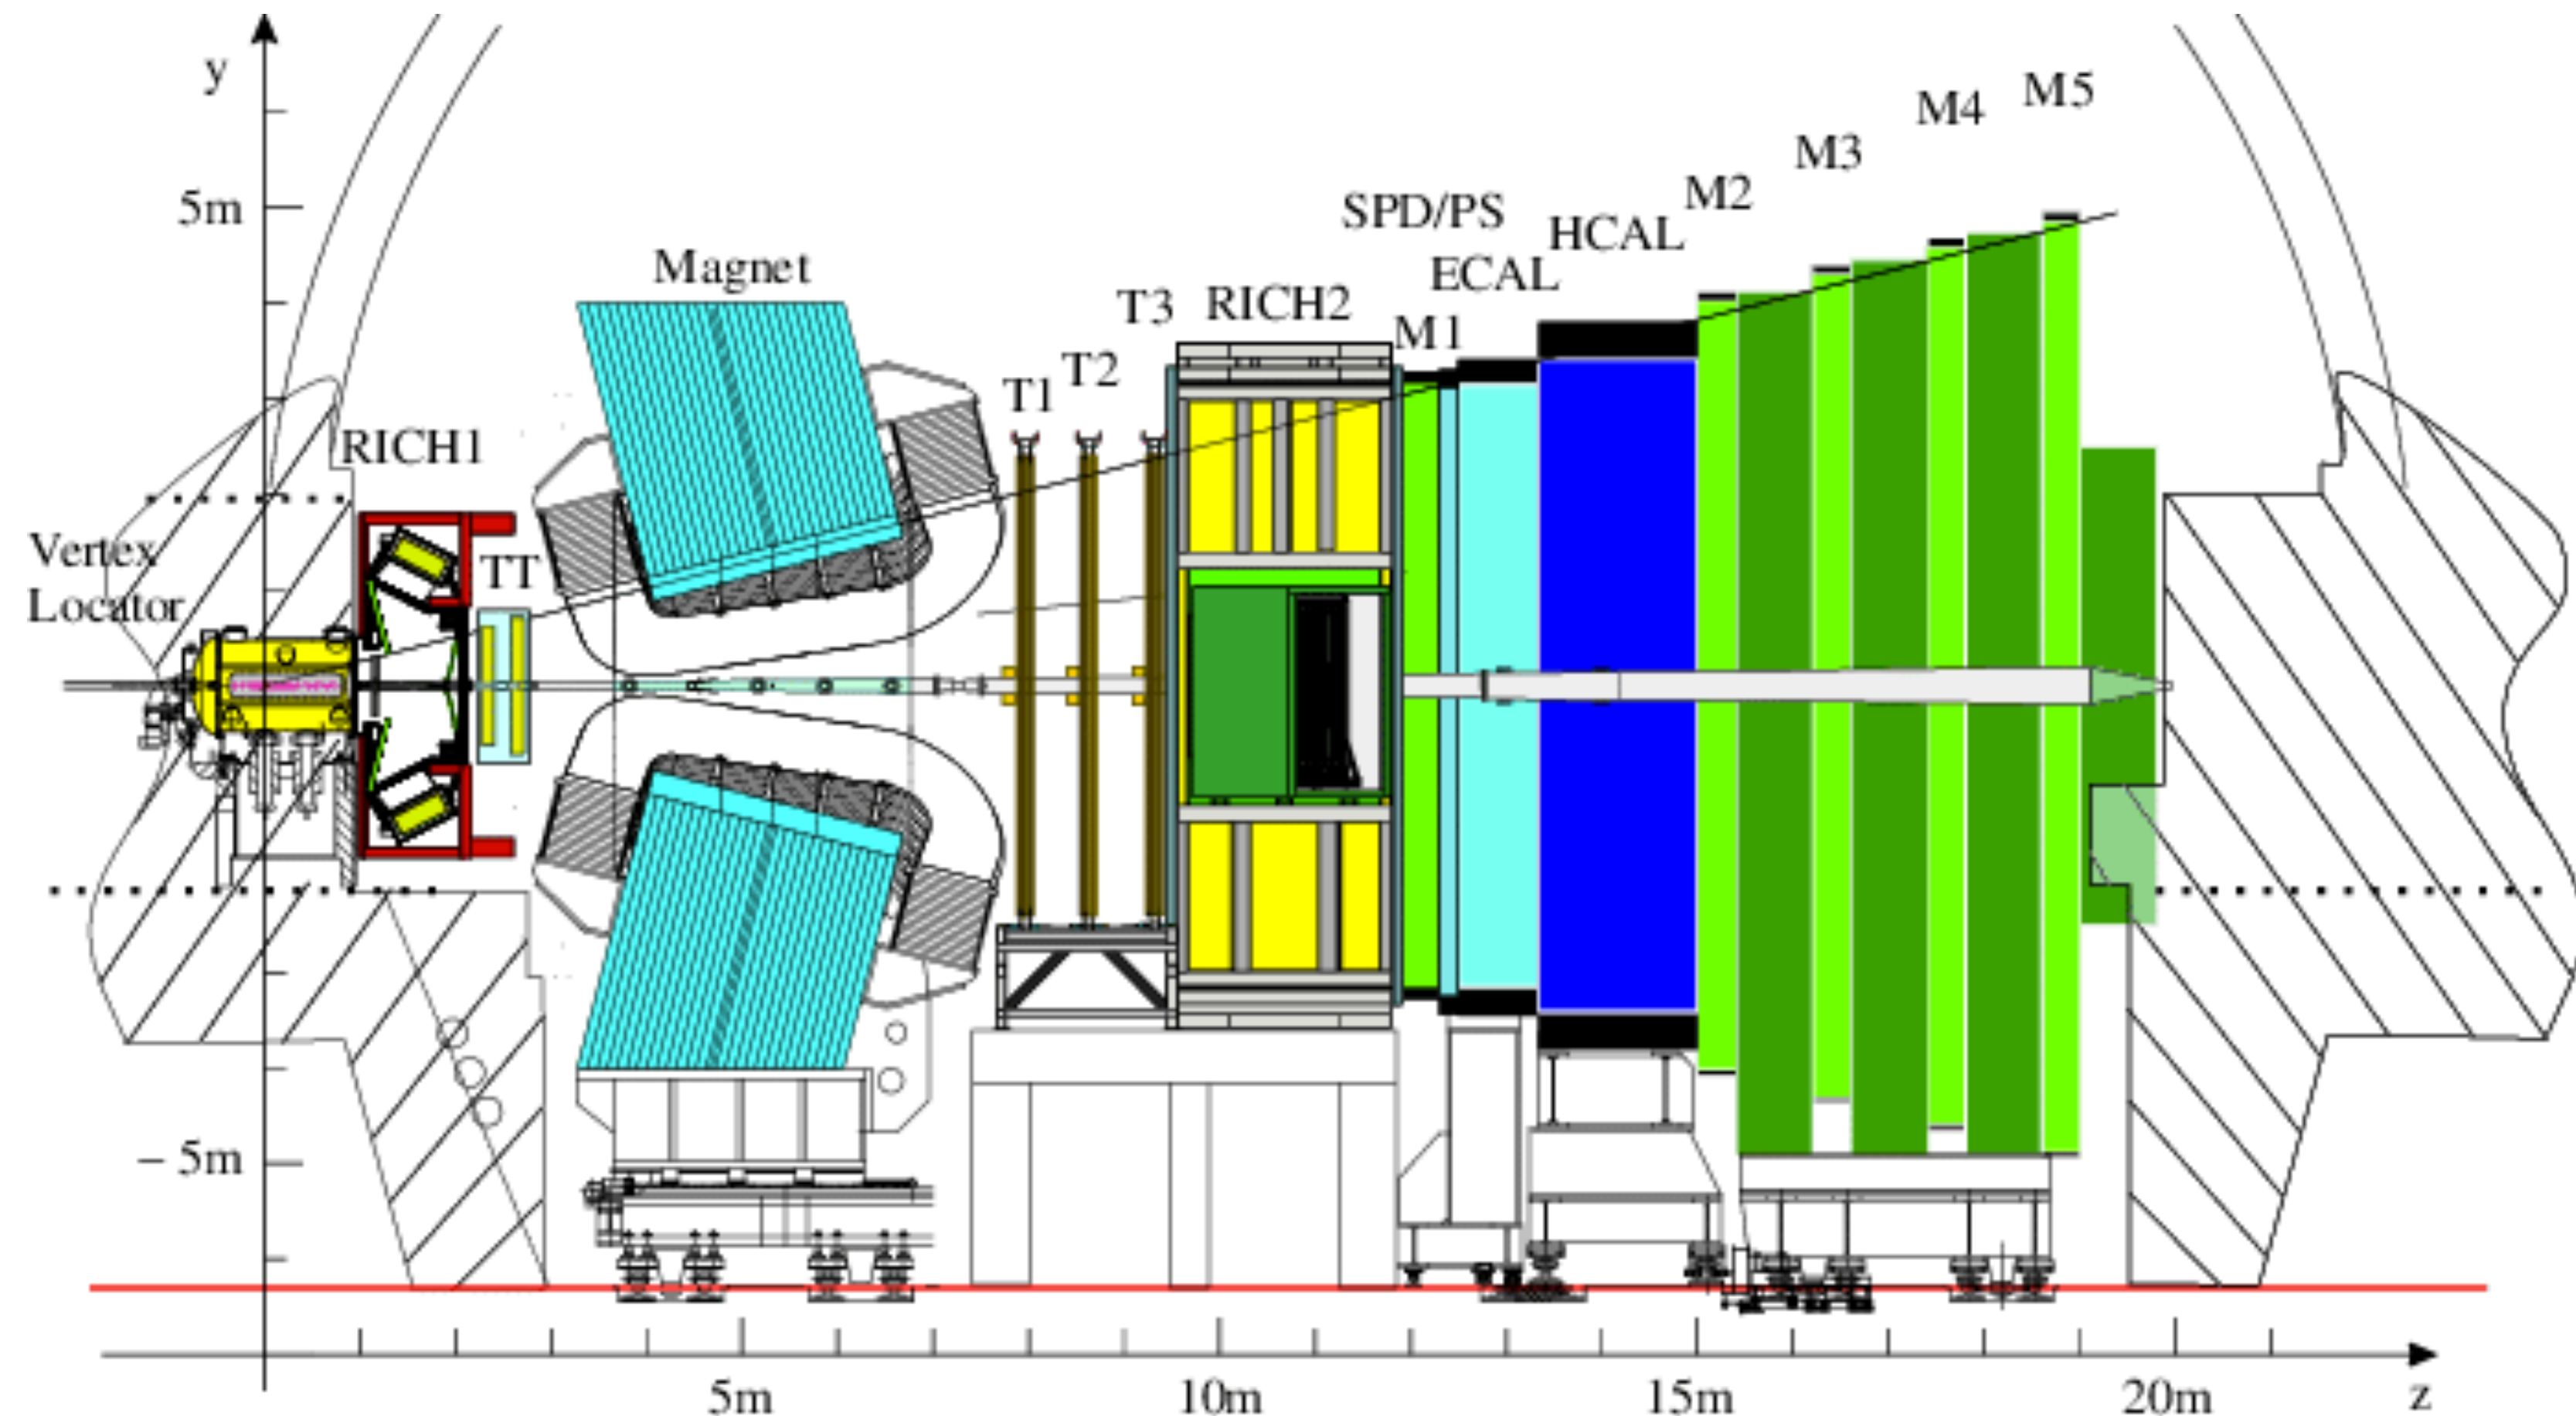 y
M5
M4
M3
M2
5m
SPD/PS
HCAL
Magnet
ECAL
T3
RICH2
M1
T2
T1
RICH1
Vertex
Locator
TT
– 5m
5m
10m
15m
20m
z